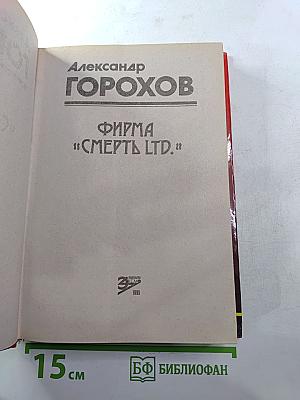 Александр
ГОРОХОВ
ФИРМА
«СМЕРТЬ LTD.»
15 см
БФ БИБЛИОФАН